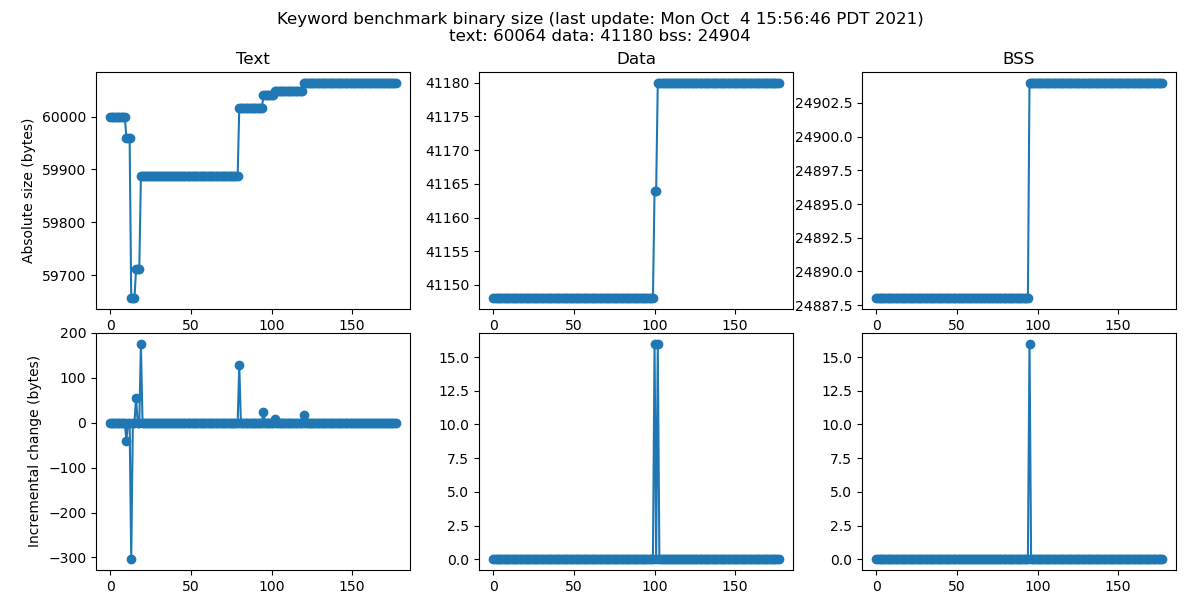 Keyword benchmark binary size (last update: Mon Oct  4 15:56:46 PDT 2021)
text: 60064 data: 41180 bss: 24904
Text
Data
BSS
Absolute size (bytes)
60000
59900
59800
59700
0 50 100 150
41180
41175
41170
41165
41160
41155
41150
0 50 100 150
24902.5
24900.0
24897.5
24895.0
24892.5
24890.0
24887.5
0 50 100 150
Incremental change (bytes)
200
100
0
−100
−200
−300
0 50 100 150
15.0
12.5
10.0
7.5
5.0
2.5
0.0
0 50 100 150
15.0
12.5
10.0
7.5
5.0
2.5
0.0
0 50 100 150